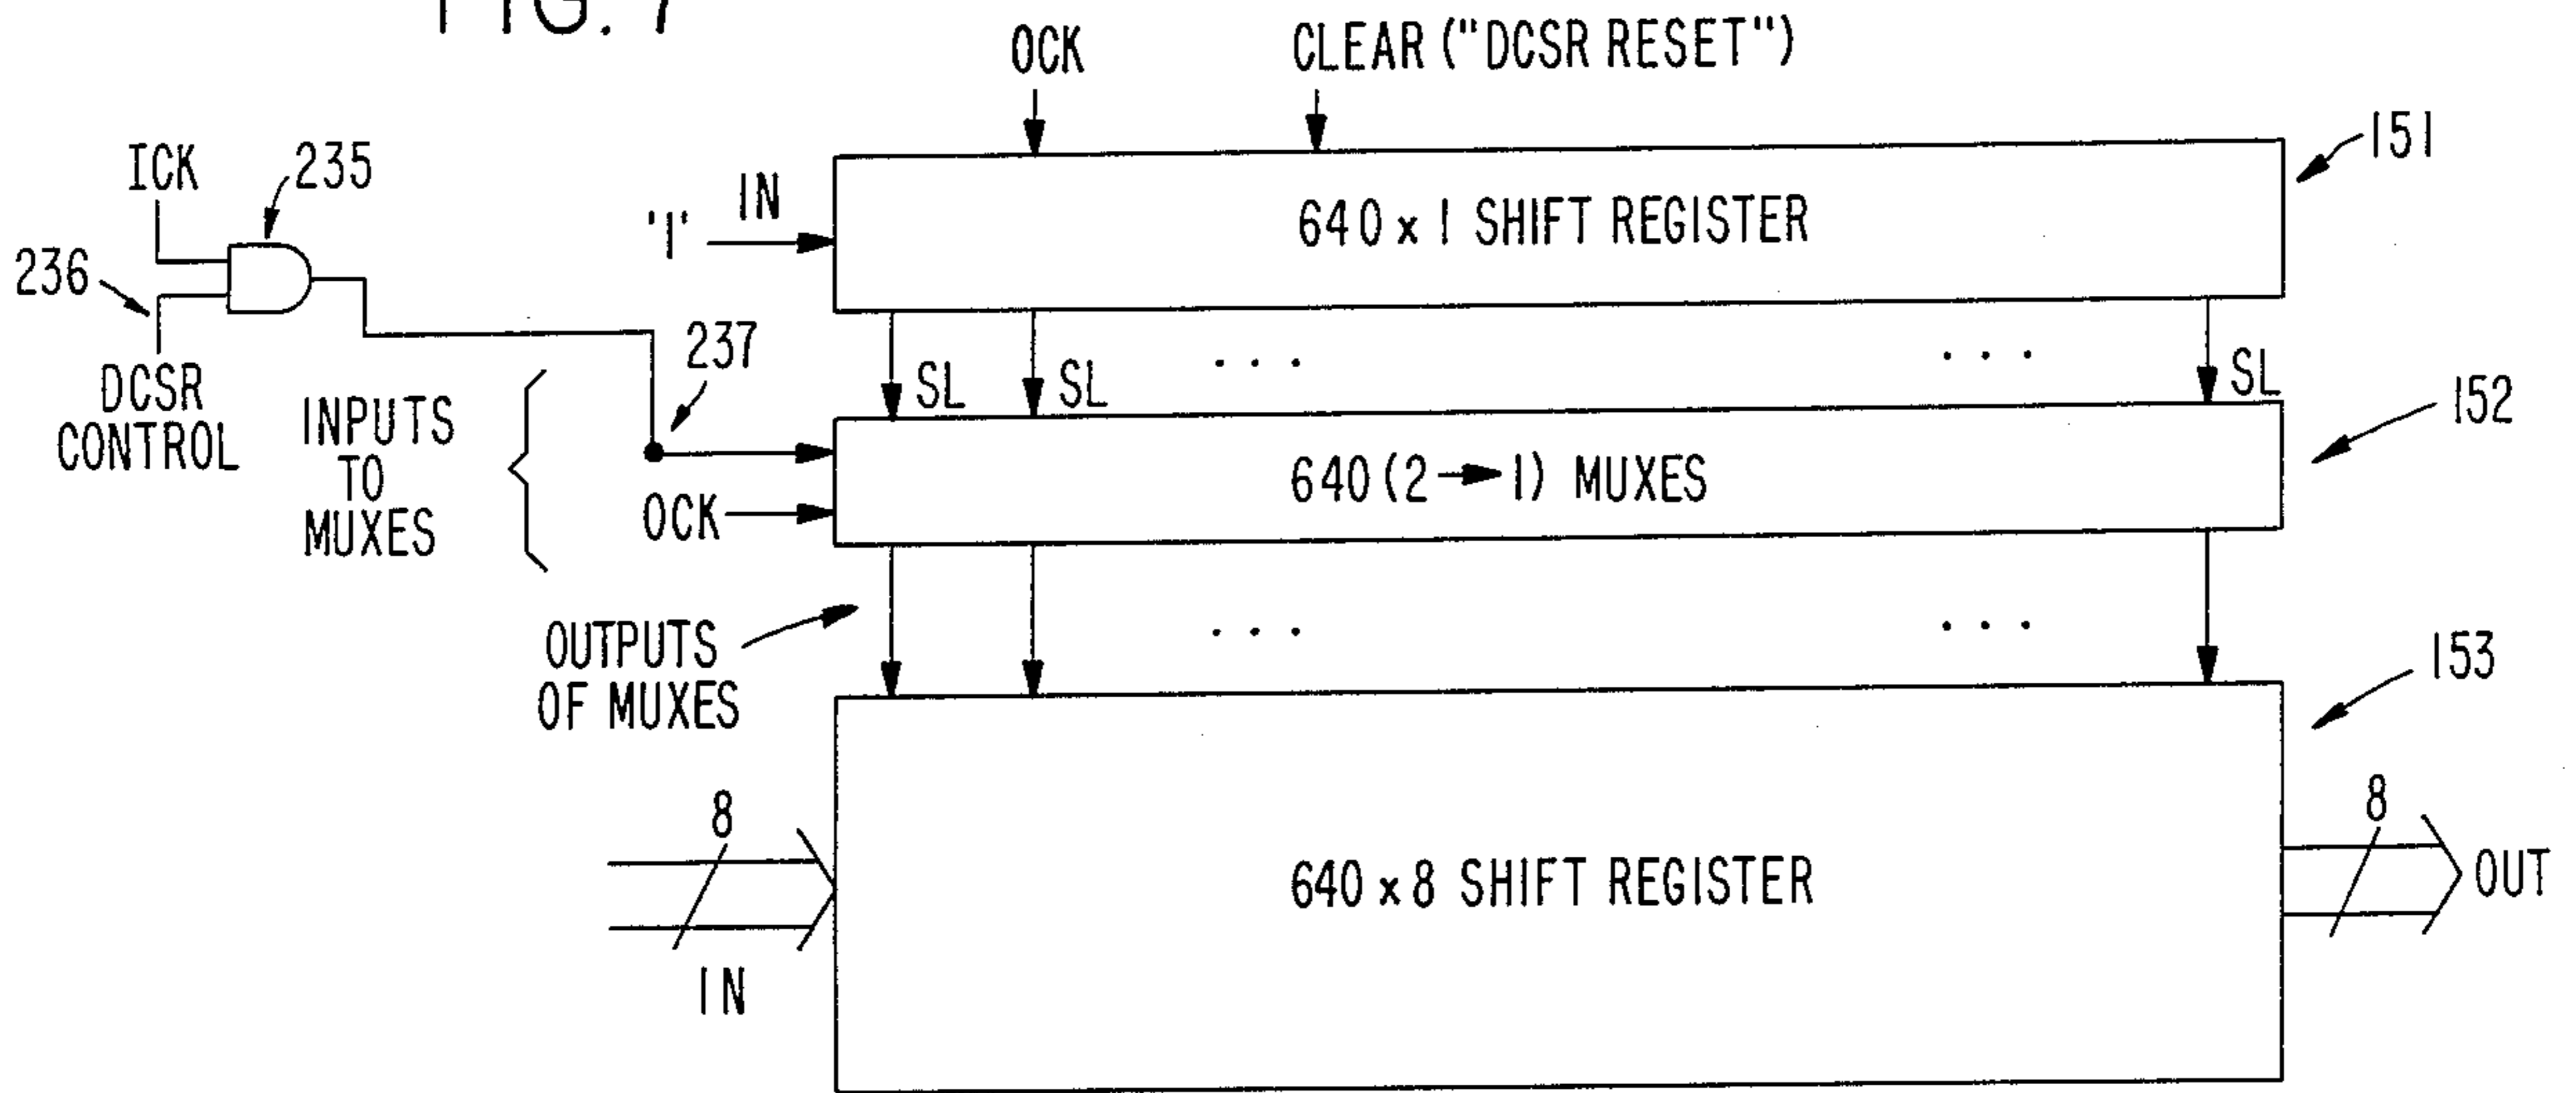 FIG. 7
OCK
CLEAR ("DCSR RESET")
151
ICK
235
'1'
IN
640 x 1 SHIFT REGISTER
236
237
DCSR
CONTROL
SL
SL
SL
. . .
. . .
152
INPUTS
TO
MUXES
640 (2→1) MUXES
OCK
OUTPUTS
OF MUXES
. . .
. . .
153
8
IN
640 x 8 SHIFT REGISTER
8
OUT